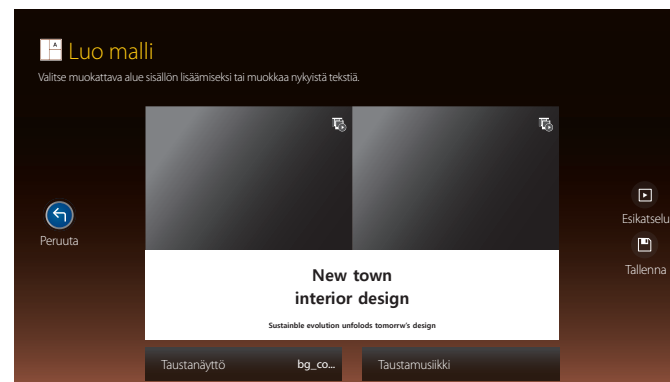 A
Luo malli
Valitse muokattava alue sisällön lisäämiseksi tai muokkaa nykyistä tekstiä.
Peruuta
Esikatselu
Tallenna
New town
interior design
Sustainble evolution unfolods tomorrw's design
Taustanäyttö bg_co...
Taustamusiikki